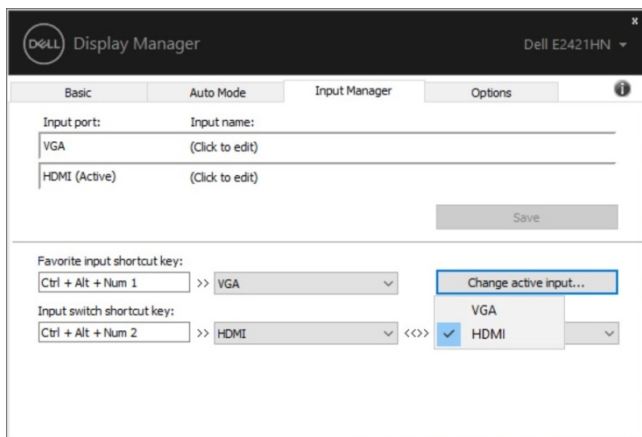 DELL Display Manager
Dell E2421HN
x
Basic Auto Mode Input Manager Options
Input port: Input name:
VGA (Click to edit)
HDMI (Active) (Click to edit)
Save
Favorite input shortcut key:
Ctrl + Alt + Num 1 >> VGA Change active input...
Input switch shortcut key:
VGA
Ctrl + Alt + Num 2 >> HDMI <<>> HDMI